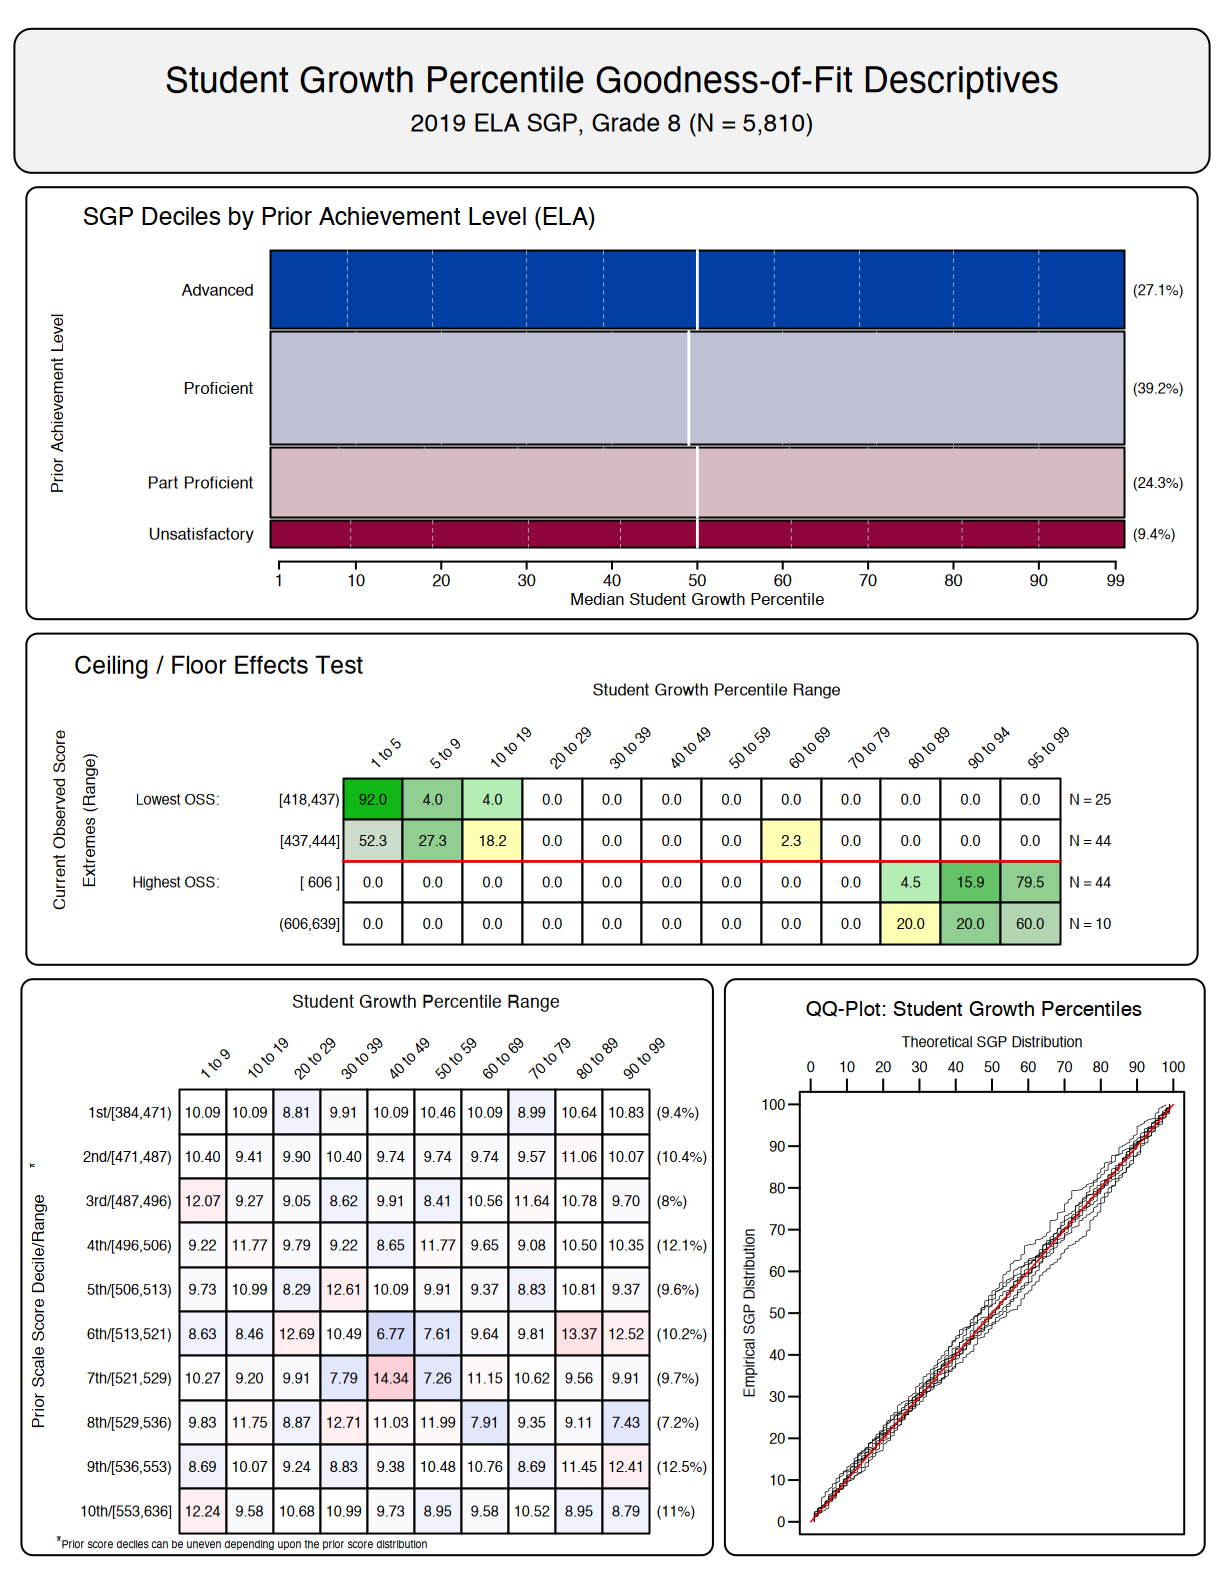 Student Growth Percentile Goodness-of-Fit Descriptives
2019 ELA SGP, Grade 8 (N = 5,810)
SGP Deciles by Prior Achievement Level (ELA)
Prior Achievement Level
Advanced (27.1%)
Proficient (39.2%)
Part Proficient (24.3%)
Unsatisfactory (9.4%)
1 10 20 30 40 50 60 70 80 90 99
Median Student Growth Percentile
Ceiling / Floor Effects Test
Student Growth Percentile Range
Current Observed Score
Extremes (Range)
1 to 5 5 to 9 10 to 19 20 to 29 30 to 39 40 to 49 50 to 59 60 to 69 70 to 79 80 to 89 90 to 94 95 to 99
Lowest OSS: [418,437) 92.0 4.0 4.0 0.0 0.0 0.0 0.0 0.0 0.0 0.0 0.0 0.0 N = 25
[437,444] 52.3 27.3 18.2 0.0 0.0 0.0 0.0 2.3 0.0 0.0 0.0 0.0 N = 44
Highest OSS: [ 606 ] 0.0 0.0 0.0 0.0 0.0 0.0 0.0 0.0 0.0 4.5 15.9 79.5 N = 44
(606,639] 0.0 0.0 0.0 0.0 0.0 0.0 0.0 0.0 0.0 20.0 20.0 60.0 N = 10
Student Growth Percentile Range
Prior Scale Score Decile/Range *
1 to 9 10 to 19 20 to 29 30 to 39 40 to 49 50 to 59 60 to 69 70 to 79 80 to 89 90 to 99
1st/[384,471) 10.09 10.09 8.81 9.91 10.09 10.46 10.09 8.99 10.64 10.83 (9.4%)
2nd/[471,487) 10.40 9.41 9.90 10.40 9.74 9.74 9.74 9.57 11.06 10.07 (10.4%)
3rd/[487,496) 12.07 9.27 9.05 8.62 9.91 8.41 10.56 11.64 10.78 9.70 (8%)
4th/[496,506) 9.22 11.77 9.79 9.22 8.65 11.77 9.65 9.08 10.50 10.35 (12.1%)
5th/[506,513) 9.73 10.99 8.29 12.61 10.09 9.91 9.37 8.83 10.81 9.37 (9.6%)
6th/[513,521) 8.63 8.46 12.69 10.49 6.77 7.61 9.64 9.81 13.37 12.52 (10.2%)
7th/[521,529) 10.27 9.20 9.91 7.79 14.34 7.26 11.15 10.62 9.56 9.91 (9.7%)
8th/[529,536) 9.83 11.75 8.87 12.71 11.03 11.99 7.91 9.35 9.11 7.43 (7.2%)
9th/[536,553) 8.69 10.07 9.24 8.83 9.38 10.48 10.76 8.69 11.45 12.41 (12.5%)
10th/[553,636] 12.24 9.58 10.68 10.99 9.73 8.95 9.58 10.52 8.95 8.79 (11%)
*Prior score deciles can be uneven depending upon the prior score distribution
QQ-Plot: Student Growth Percentiles
Theoretical SGP Distribution
0 10 20 30 40 50 60 70 80 90 100
Empirical SGP Distribution
100
90
80
70
60
50
40
30
20
10
0